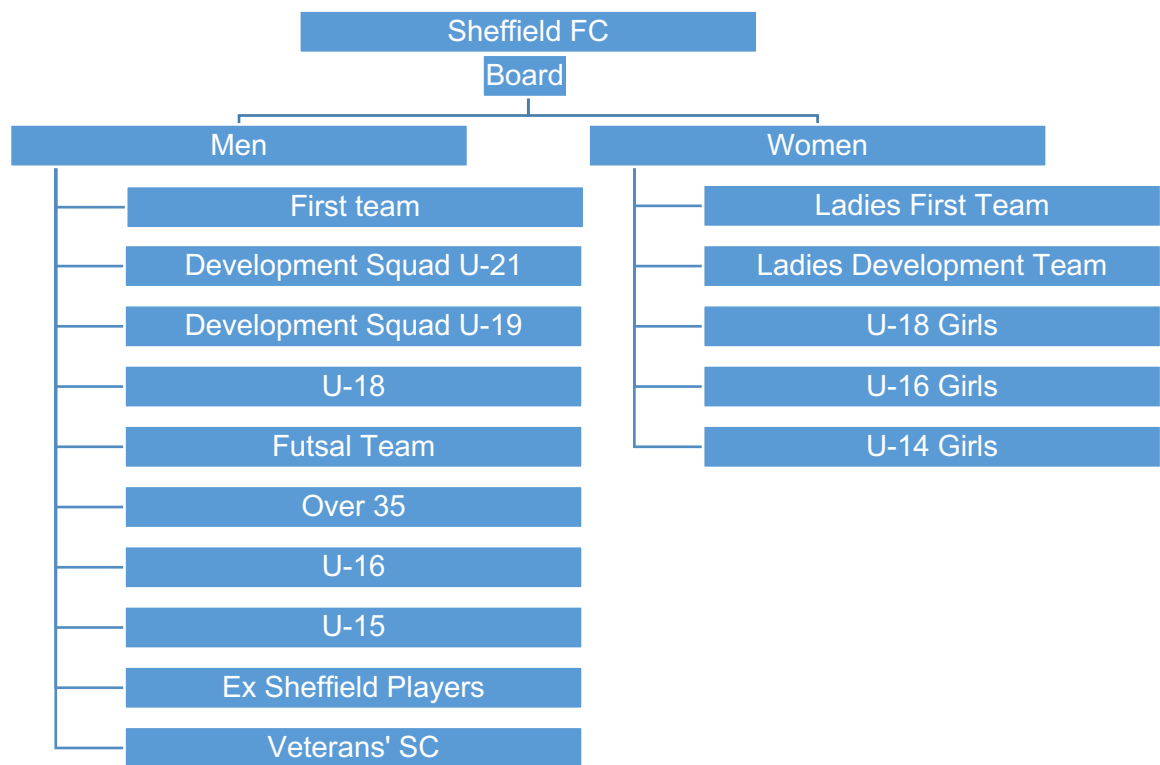 Sheffield FC
Board
Men
First team
Development Squad U-21
Development Squad U-19
U-18
Futsal Team
Over 35
U-16
U-15
Ex Sheffield Players
Veterans' SC
Women
Ladies First Team
Ladies Development Team
U-18 Girls
U-16 Girls
U-14 Girls